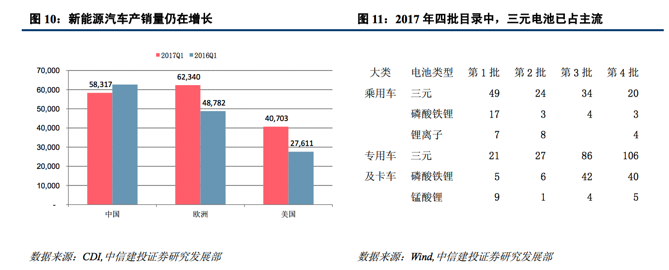 图 10：新能源汽车产销量仍在增长
2017Q1 2016Q1
70,000
60,000
50,000
40,000
30,000
20,000
10,000
-
58,317
62,340
48,782
40,703
27,611
中国 欧洲 美国
数据来源：CDI,中信建投证券研究发展部
图 11：2017 年四批目录中，三元电池已占主流
大类 电池类型 第 1 批 第 2 批 第 3 批 第 4 批
乘用车 三元 49 24 34 20
磷酸铁锂 17 3 4 3
锂离子 7 8 4
专用车 三元 21 27 86 106
及卡车 磷酸铁锂 5 6 42 40
锰酸锂 9 1 4 5
数据来源：Wind,中信建投证券研究发展部